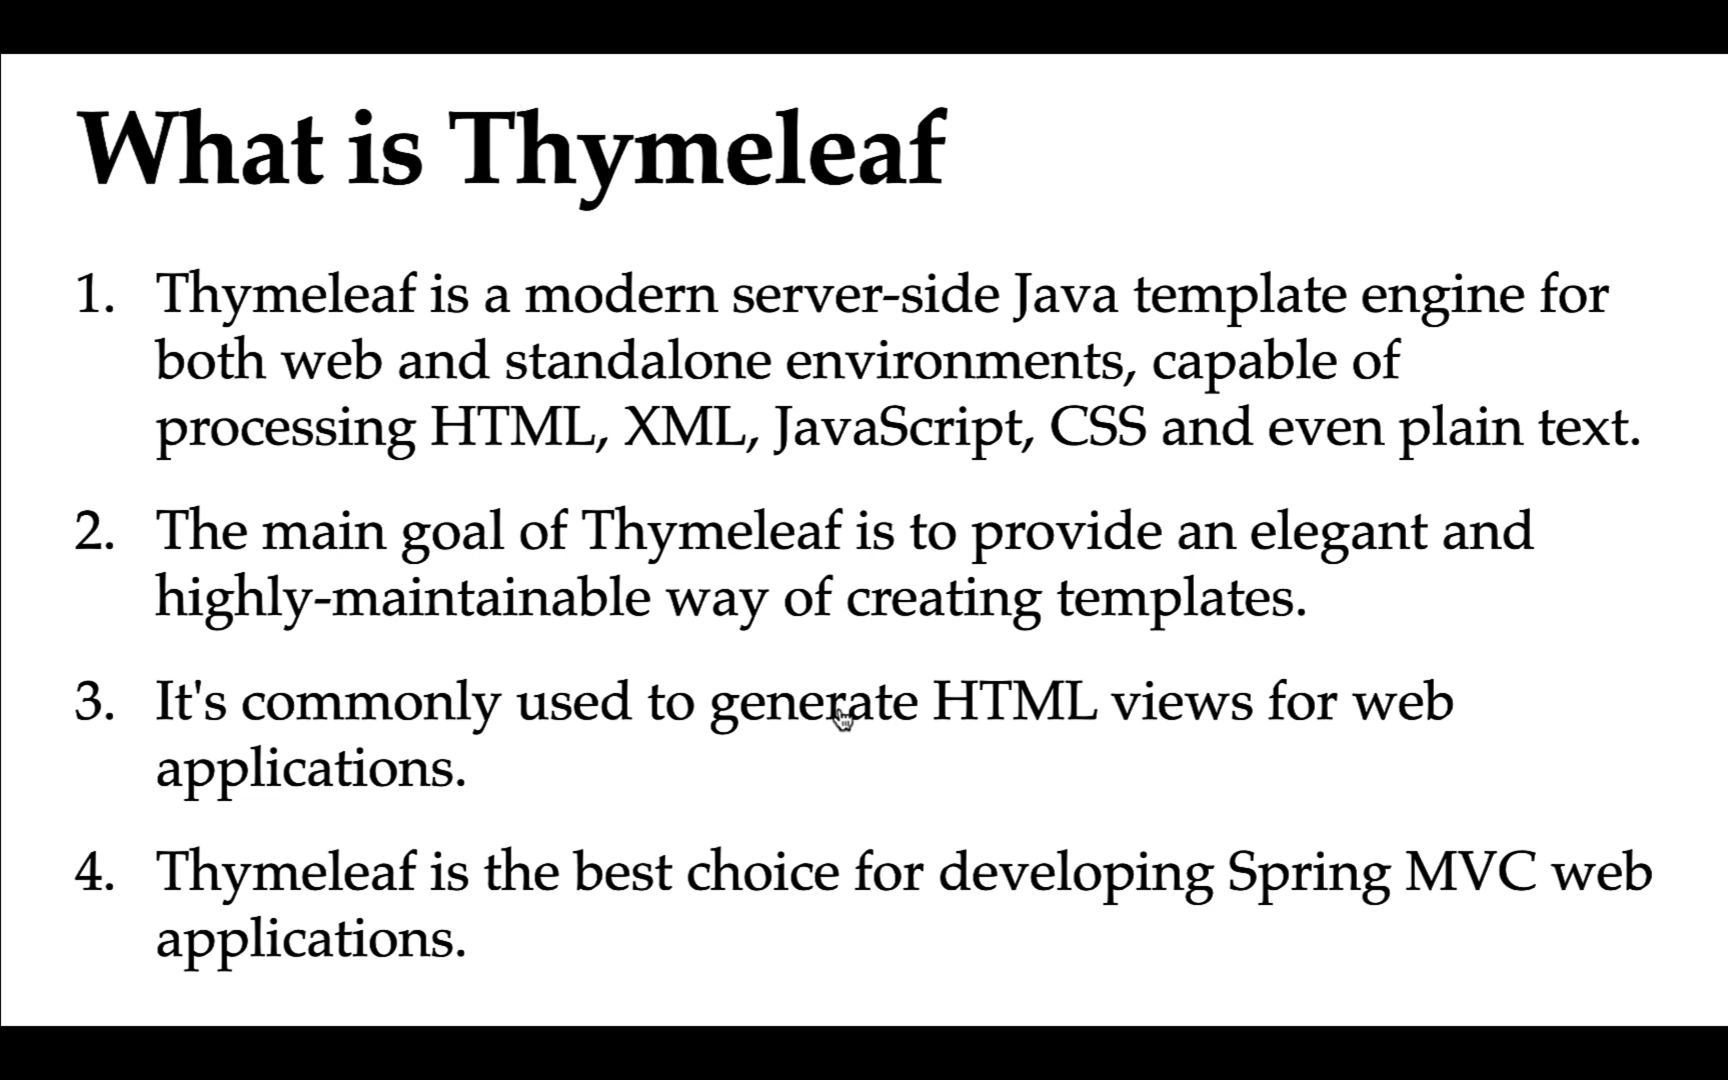 What is Thymeleaf
1. Thymeleaf is a modern server-side Java template engine for
both web and standalone environments, capable of
processing HTML, XML, JavaScript, CSS and even plain text.
2. The main goal of Thymeleaf is to provide an elegant and
highly-maintainable way of creating templates.
3. It's commonly used to generate HTML views for web
applications.
4. Thymeleaf is the best choice for developing Spring MVC web
applications.